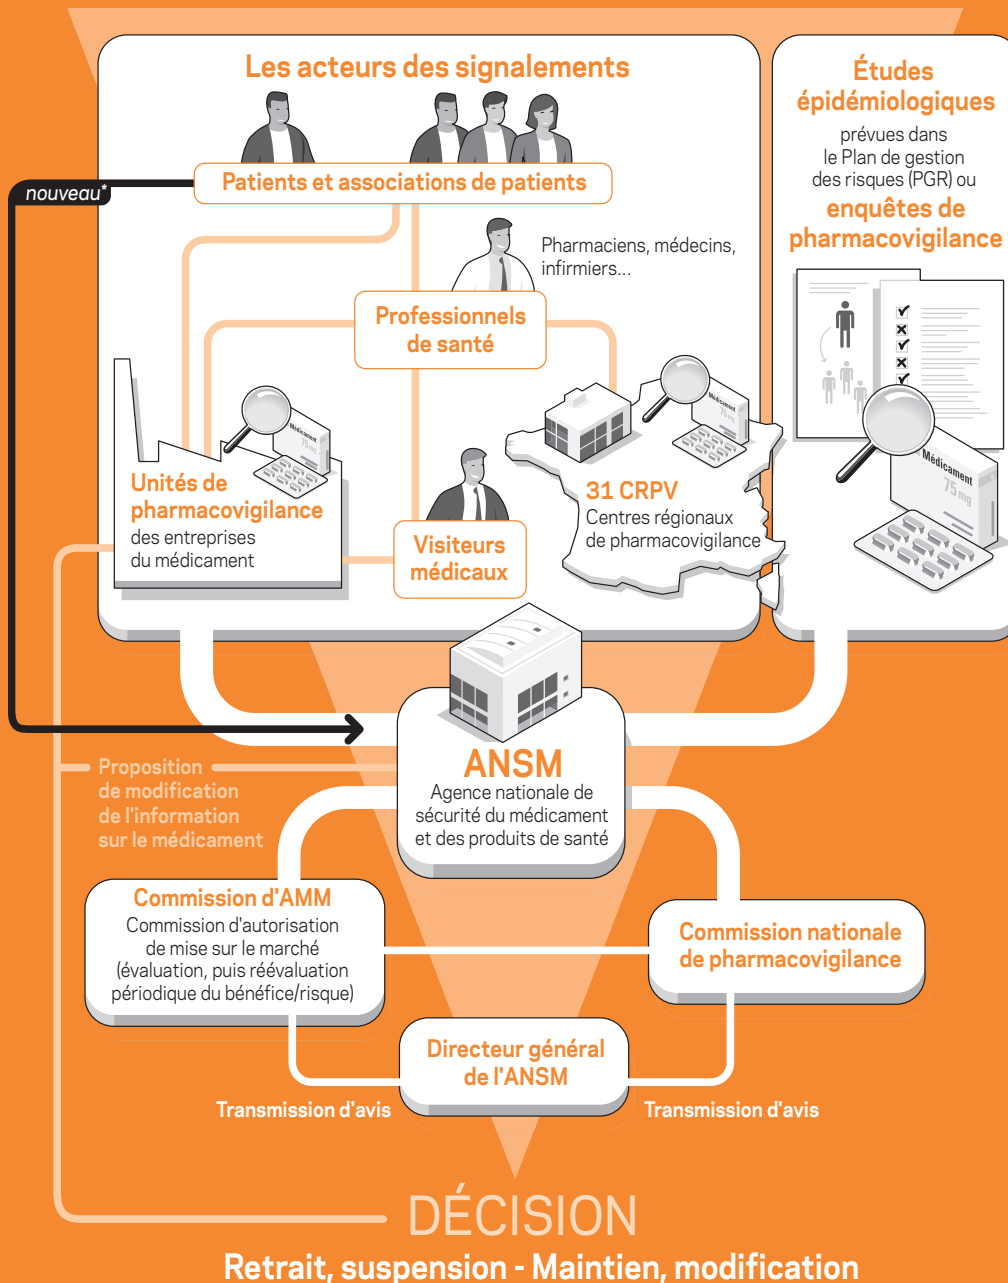 Les acteurs des signalements
nouveau*
Patients et associations de patients
Pharmaciens, médecins,
infirmiers...
Professionnels
de santé
Médicament
75 mg
Unités de
pharmacovigilance
des entreprises
du médicament
Visiteurs
médicaux
Médicament
75 mg
31 CRPV
Centres régionaux
de pharmacovigilance
Études
épidémiologiques
prévues dans
le Plan de gestion
des risques (PGR) ou
enquêtes de
pharmacovigilance
Médicament
75 mg
ANSM
Agence nationale de
sécurité du médicament
et des produits de santé
Proposition
de modification
de l'information
sur le médicament
Commission d'AMM
Commission d'autorisation
de mise sur le marché
(évaluation, puis réévaluation
périodique du bénéfice/risque)
Commission nationale
de pharmacovigilance
Directeur général
de l'ANSM
Transmission d'avis
Transmission d'avis
DÉCISION
Retrait, suspension - Maintien, modification